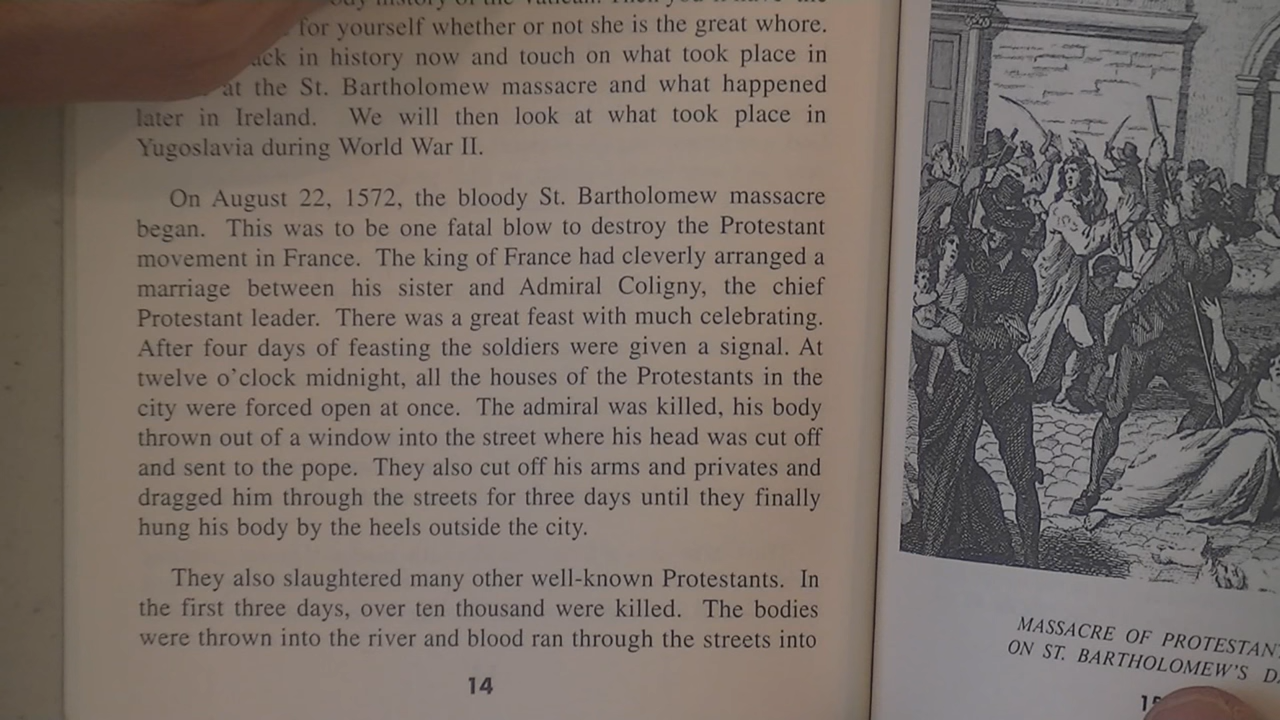 history of the Vatican. Then you'll have the
for yourself whether or not she is the great whore.
in history now and touch on what took place in
at the St. Bartholomew massacre and what happened
later in Ireland. We will then look at what took place in
Yugoslavia during World War II.
On August 22, 1572, the bloody St. Bartholomew massacre
began. This was to be one fatal blow to destroy the Protestant
movement in France. The king of France had cleverly arranged a
marriage between his sister and Admiral Coligny, the chief
Protestant leader. There was a great feast with much celebrating.
After four days of feasting the soldiers were given a signal. At
twelve o'clock midnight, all the houses of the Protestants in the
city were forced open at once. The admiral was killed, his body
thrown out of a window into the street where his head was cut off
and sent to the pope. They also cut off his arms and privates and
dragged him through the streets for three days until they finally
hung his body by the heels outside the city.
They also slaughtered many other well-known Protestants. In
the first three days, over ten thousand were killed. The bodies
were thrown into the river and blood ran through the streets into
14
MASSACRE OF PROTESTAN
ON ST. BARTHOLOMEW'S D